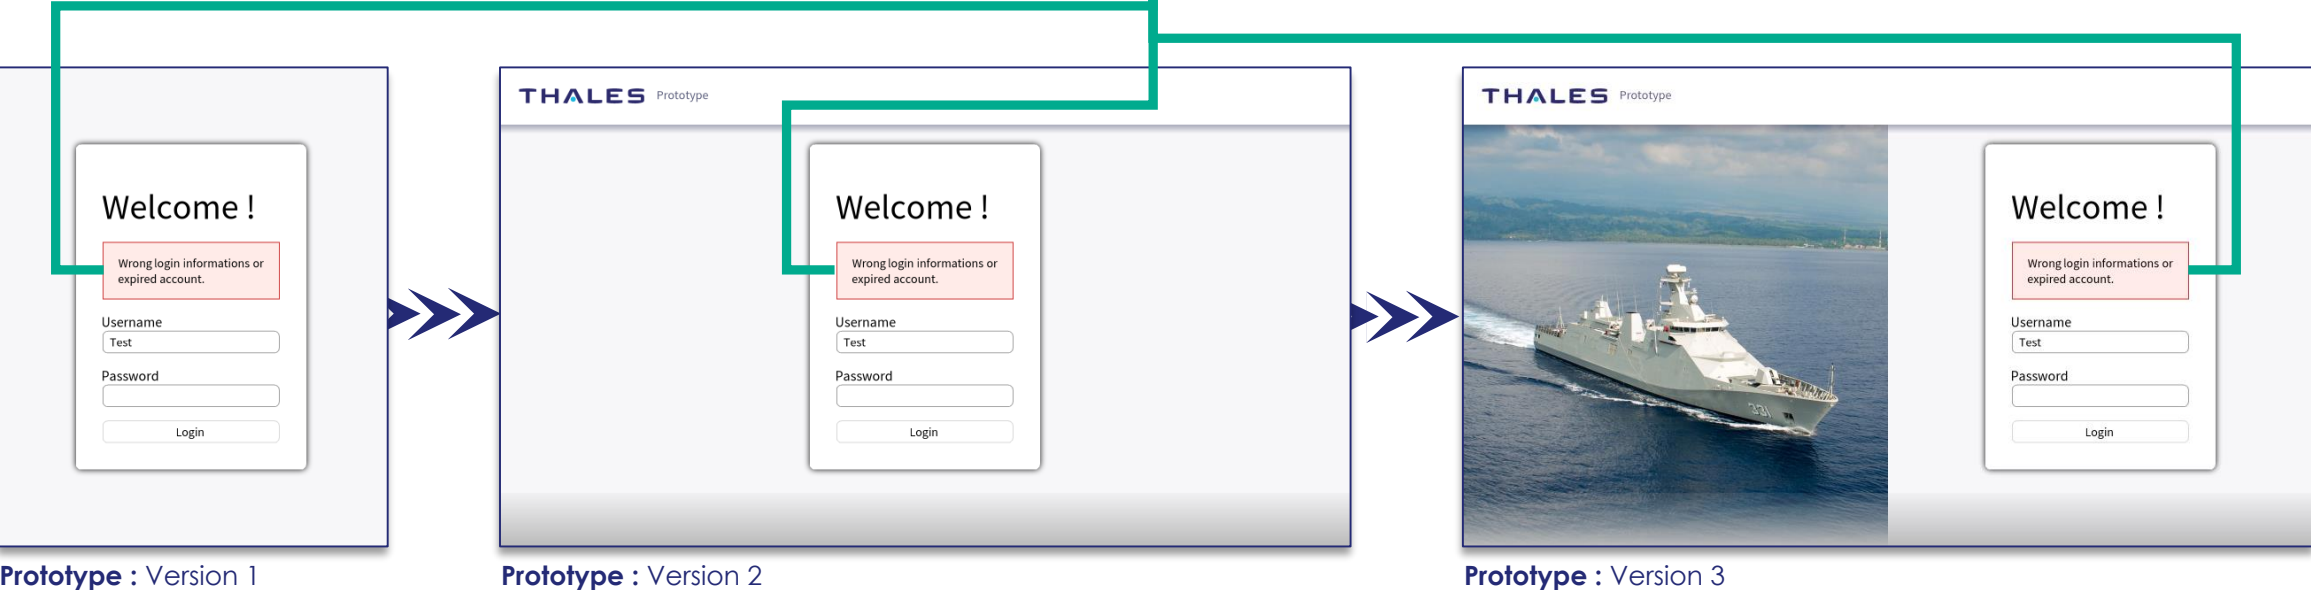 Welcome !
Wrong login informations or
expired account.
Username
Test
Password
Login
Prototype : Version 1
THALES Prototype
Welcome !
Wrong login informations or
expired account.
Username
Test
Password
Login
Prototype : Version 2
THALES Prototype
331
Welcome !
Wrong login informations or
expired account.
Username
Test
Password
Login
Prototype : Version 3